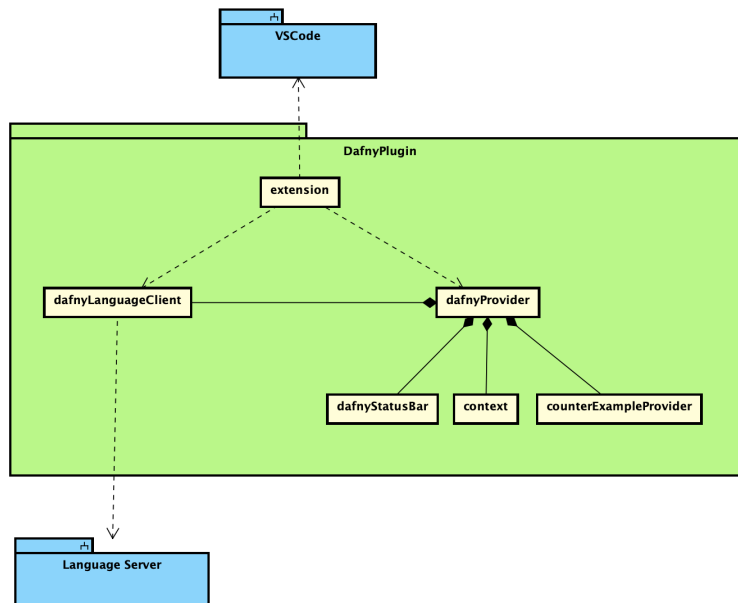 VSCode
DafnyPlugin
extension
dafnyLanguageClient
dafnyProvider
dafnyStatusBar
context
counterExampleProvider
Language Server